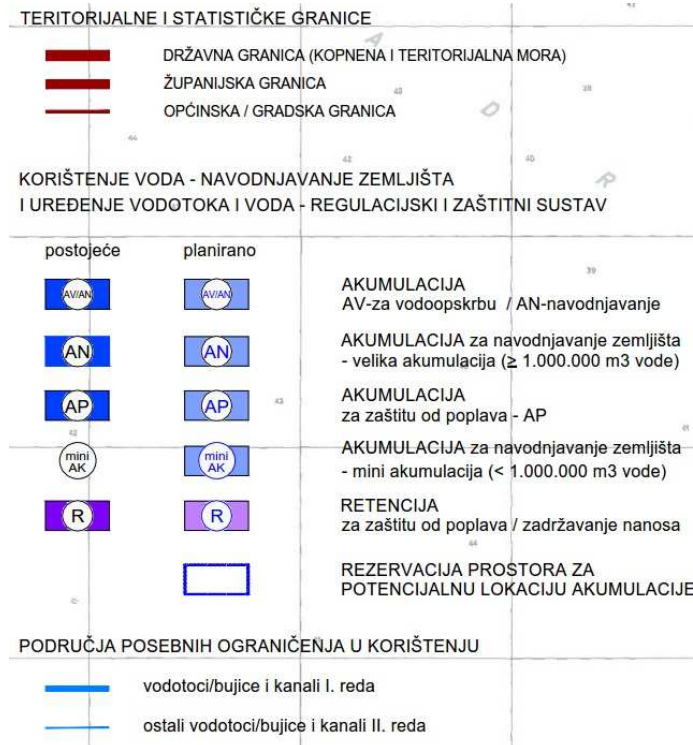 TERITORIJALNE I STATISTIČKE GRANICE
DRŽAVNA GRANICA (KOPNENA I TERITORIJALNA MORA)
ŽUPANIJSKA GRANICA
OPĆINSKA / GRADSKA GRANICA
A
D
R
KORIŠTENJE VODA - NAVODNJAVANJE ZEMLJIŠTA
I UREĐENJE VODOTOKA I VODA - REGULACIJSKI I ZAŠTITNI SUSTAV
postojeće planirano
AV/AN AV/AN AKUMULACIJA
AV-za vodoopskrbu / AN-navodnjavanje
AN AN AKUMULACIJA za navodnjavanje zemljišta
- velika akumulacija (≥ 1.000.000 m3 vode)
AP AP AKUMULACIJA
za zaštitu od poplava - AP
mini AK mini AK AKUMULACIJA za navodnjavanje zemljišta
- mini akumulacija (< 1.000.000 m3 vode)
R R RETENCIJA
za zaštitu od poplava / zadržavanje nanosa
REZERVACIJA PROSTORA ZA
POTENCIJALNU LOKACIJU AKUMULACIJE
PODRUČJA POSEBNIH OGRANIČENJA U KORIŠTENJU
vodotoci/bujice i kanali I. reda
ostali vodotoci/bujice i kanali II. reda